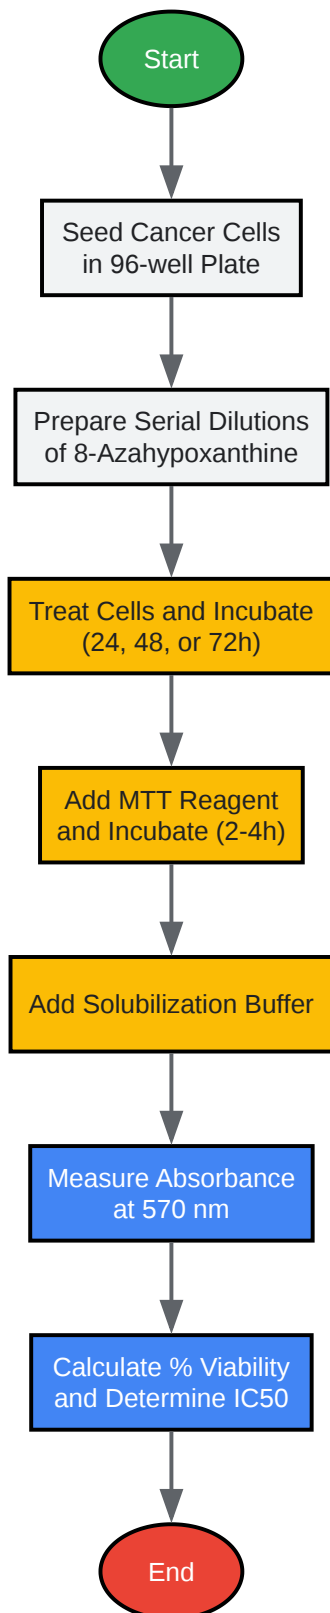 Start
Seed Cancer Cells
in 96-well Plate
Prepare Serial Dilutions
of 8-Azahypoxanthine
Treat Cells and Incubate
(24, 48, or 72h)
Add MTT Reagent
and Incubate (2-4h)
Add Solubilization Buffer
Measure Absorbance
at 570 nm
Calculate % Viability
and Determine IC50
End